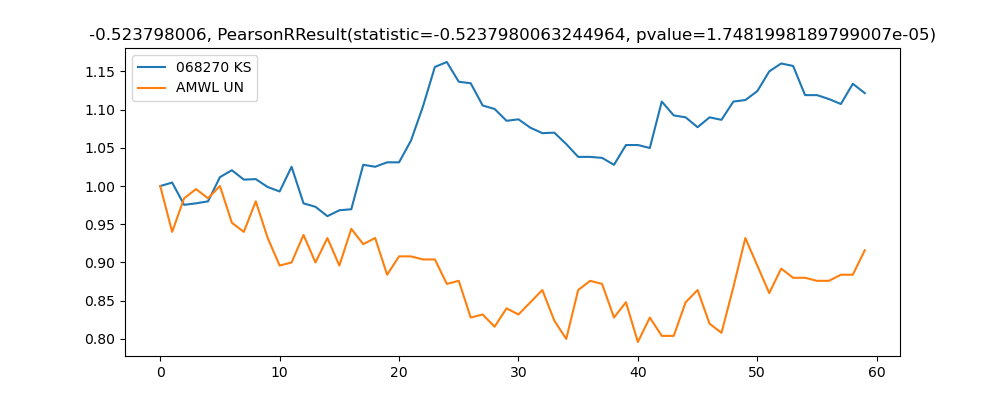 -0.523798006, PearsonRResult(statistic=-0.5237980063244964, pvalue=1.7481998189799007e-05)
068270 KS
AMWL UN
1.15
1.10
1.05
1.00
0.95
0.90
0.85
0.80
0 10 20 30 40 50 60